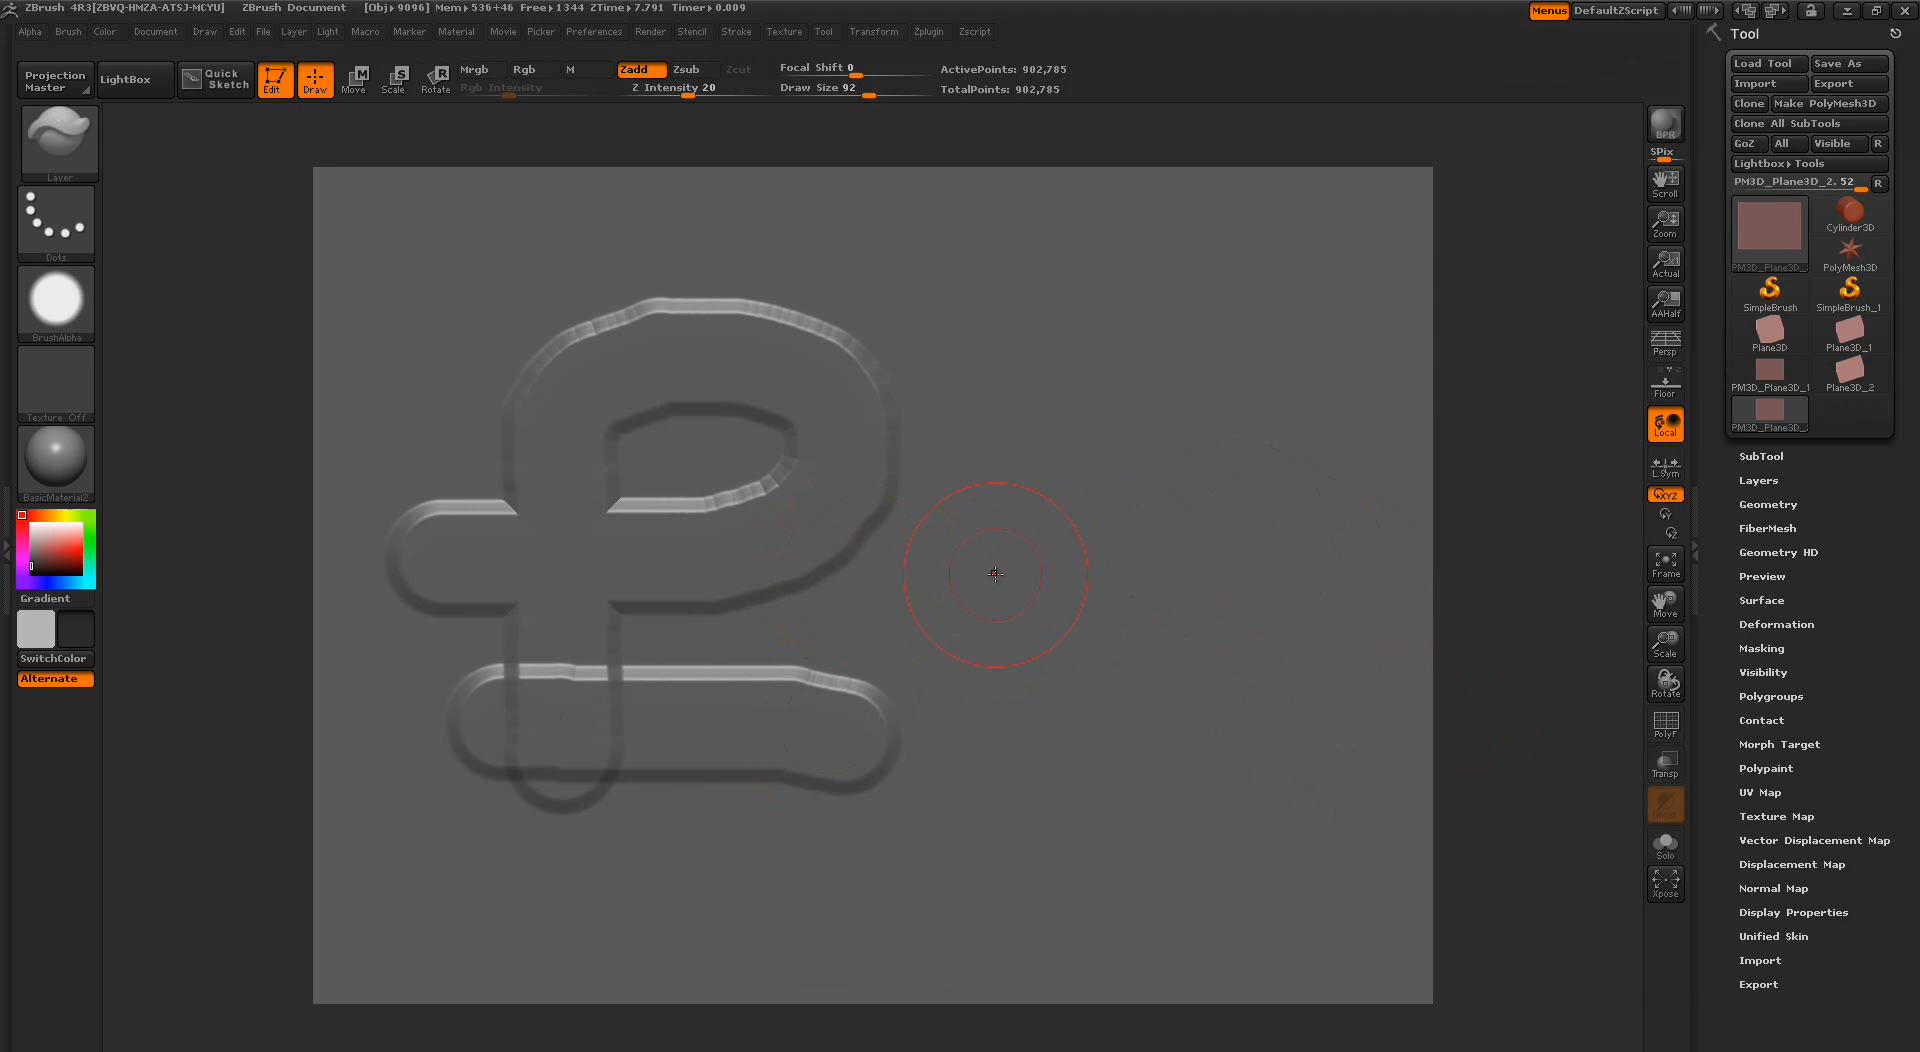 ZBrush 4R3[ZBVQ-HMZA-ATSJ-MCYU] ZBrush Document [Obj▸ 9096] Mem▸ 536+46 Free▸ 1344 ZTime▸ 7.791 Timer▸ 0.009 Menus DefaultZScript
Alpha Brush Color Document Draw Edit File Layer Light Macro Marker Material Movie Picker Preferences Render Stencil Stroke Texture Tool Transform Zplugin Zscript
Projection Master
LightBox
Quick Sketch
Edit
Draw
Move
Scale
Rotate
Mrgb Rgb M
Rgb Intensity
Zadd Zsub Zcut
Z Intensity 20
Focal Shift 0
Draw Size 92
ActivePoints: 902,785
TotalPoints: 902,785
Layer
Dots
BrushAlpha
Texture Off
BasicMaterial2
Gradient
SwitchColor
Alternate
BPR
SPix
Scroll
Zoom
Actual
AAHalf
Persp
Floor
Local
L.Sym
XYZ
Y
Z
Frame
Move
Scale
Rotate
PolyF
Transp
Solo
Xpose
Tool
Load Tool Save As
Import Export
Clone Make PolyMesh3D
Clone All SubTools
GoZ All Visible R
Lightbox▸ Tools
PM3D_Plane3D_2. 52 R
PM3D_Plane3D_
Cylinder3D
PolyMesh3D
SimpleBrush SimpleBrush_1
Plane3D Plane3D_1
PM3D_Plane3D_1 Plane3D_2
PM3D_Plane3D_
SubTool
Layers
Geometry
FiberMesh
Geometry HD
Preview
Surface
Deformation
Masking
Visibility
Polygroups
Contact
Morph Target
Polypaint
UV Map
Texture Map
Vector Displacement Map
Displacement Map
Normal Map
Display Properties
Unified Skin
Import
Export